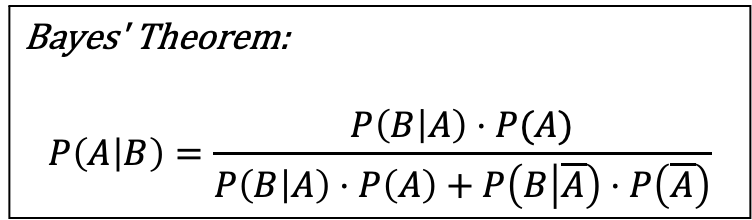 Bayes' Theorem:
P(A|B) = P(B|A) · P(A) / P(B|A) · P(A) + P(B|A̅) · P(A̅)